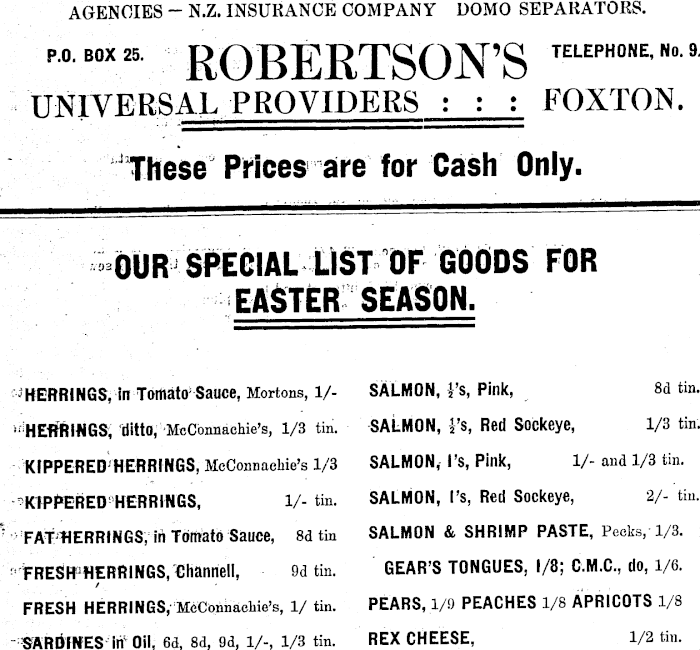 AGENCIES — N.Z. INSURANCE COMPANY DOMO SEPARATORS.
P.O. BOX 25. ROBERTSON'S TELEPHONE, No. 9.
UNIVERSAL PROVIDERS : : : FOXTON.
These Prices are for Cash Only.
OUR SPECIAL LIST OF GOODS FOR
EASTER SEASON.
HERRINGS, in Tomato Sauce, Mortons, 1/-
HERRINGS, ditto, McConnachie's, 1/3 tin.
KIPPERED HERRINGS, McConnachie's 1/3
KIPPERED HERRINGS, 1/- tin.
FAT HERRINGS, in Tomato Sauce, 8d tin
FRESH HERRINGS, Channell, 9d tin.
FRESH HERRINGS, McConnachie's, 1/ tin.
SARDINES in Oil, 6d, 8d, 9d, 1/-, 1/3 tin.
SALMON, ½'s, Pink, 8d tin.
SALMON, ½'s, Red Sockeye, 1/3 tin.
SALMON, I's, Pink, 1/- and 1/3 tin.
SALMON, I's, Red Sockeye, 2/- tin.
SALMON & SHRIMP PASTE, Pecks, 1/3.
GEAR'S TONGUES, I/8; C.M.C., do, 1/6.
PEARS, 1/9 PEACHES 1/8 APRICOTS 1/8
REX CHEESE, 1/2 tin.